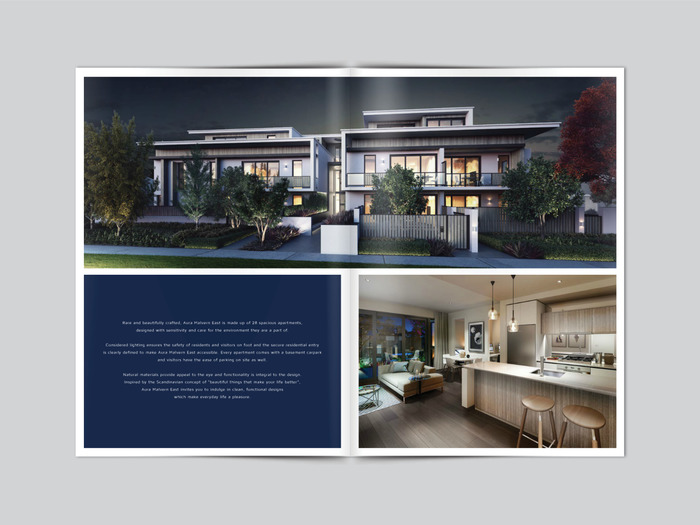 Rare and beautifully crafted, Aura Malvern East is made up of 28 spacious apartments,
designed with sensitivity and care for the environment they are a part of.
Considered lighting ensures the safety of residents and visitors on foot and the secure residential entry
is clearly defined to make Aura Malvern East accessible. Every apartment comes with a basement carpark
and visitors have the ease of parking on site as well.
Natural materials provide appeal to the eye and functionality is integral to the design.
Inspired by the Scandinavian concept of "beautiful things that make your life better",
Aura Malvern East invites you to indulge in clean, functional designs
which make everyday life a pleasure.